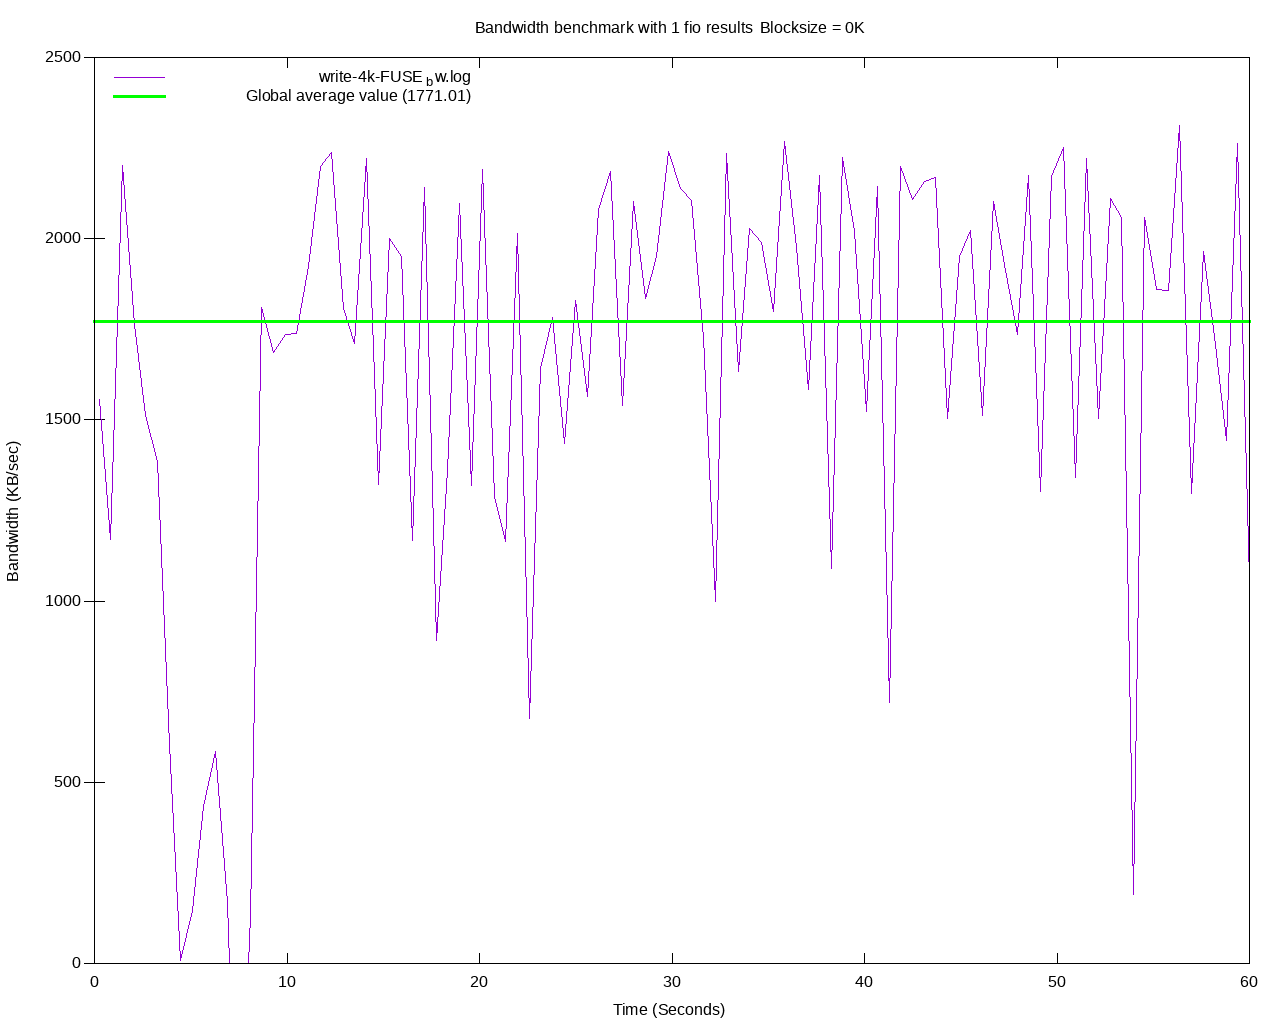 Bandwidth benchmark with 1 fio results Blocksize = 0K
2500
write-4k-FUSEbw.log
Global average value (1771.01)
2000
1500
Bandwidth (KB/sec)
1000
500
0
0 10 20 30 40 50 60
Time (Seconds)